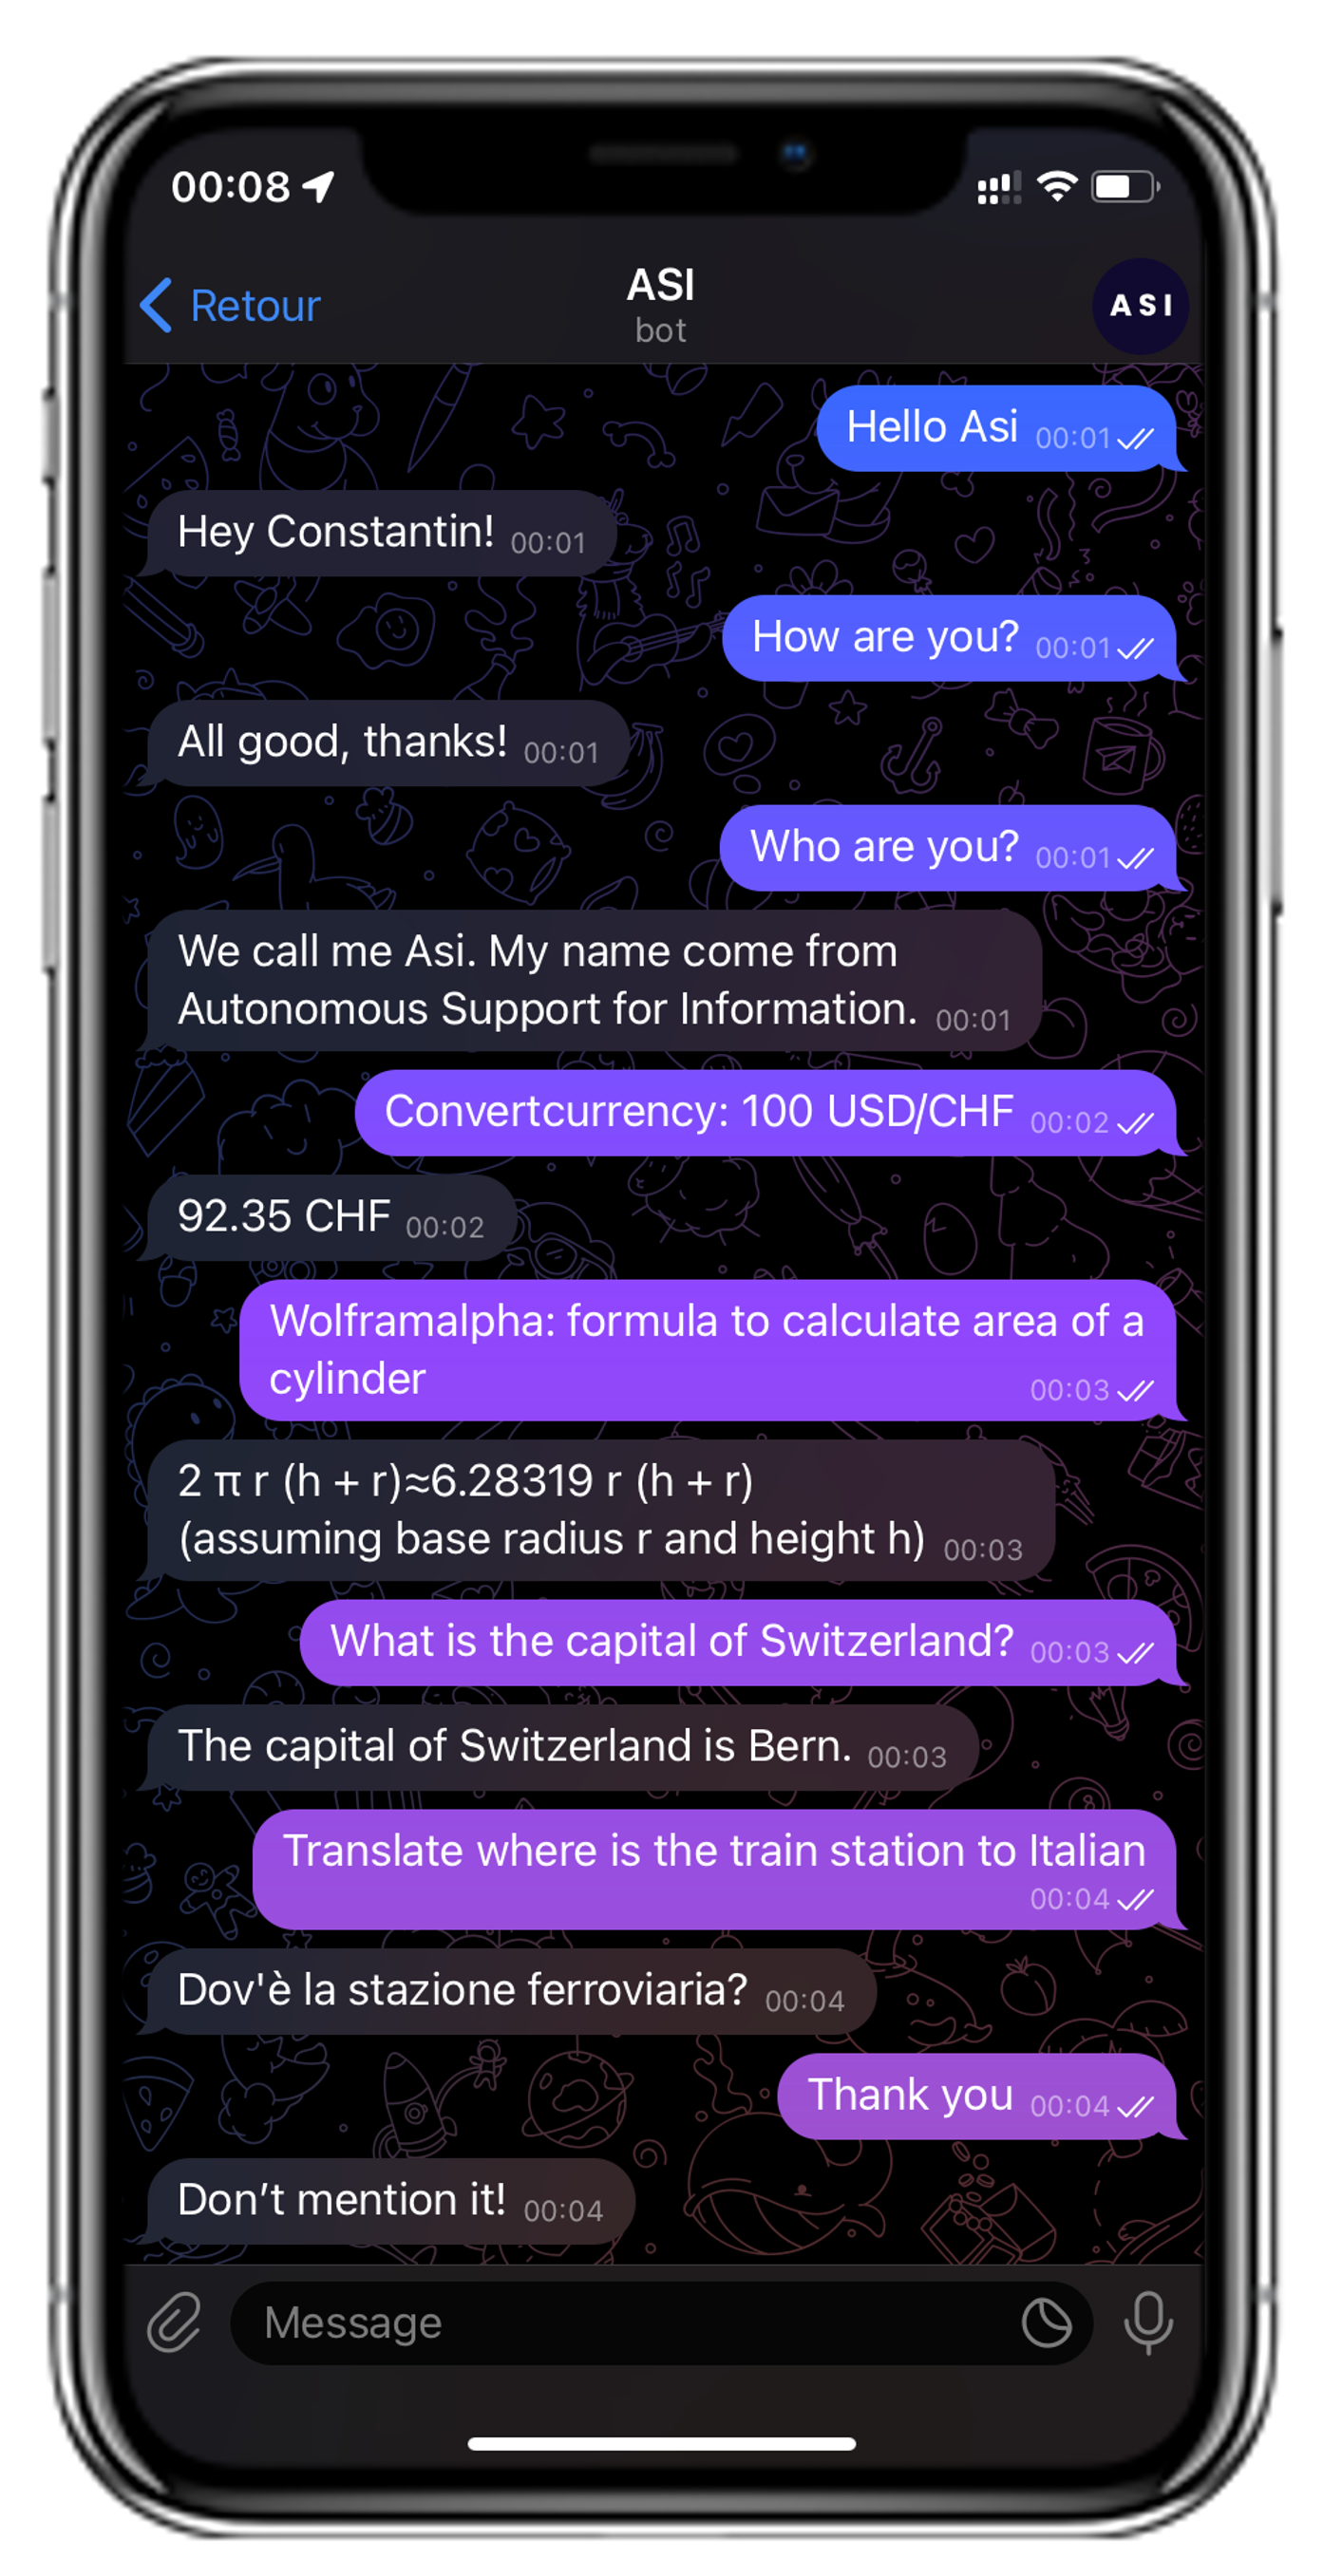 00:08
Retour
ASI
bot
ASI
Hello Asi 00:01
Hey Constantin! 00:01
How are you? 00:01
All good, thanks! 00:01
Who are you? 00:01
We call me Asi. My name come from
Autonomous Support for Information. 00:01
Convertcurrency: 100 USD/CHF 00:02
92.35 CHF 00:02
Wolframalpha: formula to calculate area of a
cylinder 00:03
2 π r (h + r)≈6.28319 r (h + r)
(assuming base radius r and height h) 00:03
What is the capital of Switzerland? 00:03
The capital of Switzerland is Bern. 00:03
Translate where is the train station to Italian
00:04
Dov'è la stazione ferroviaria? 00:04
Thank you 00:04
Don’t mention it! 00:04
Message